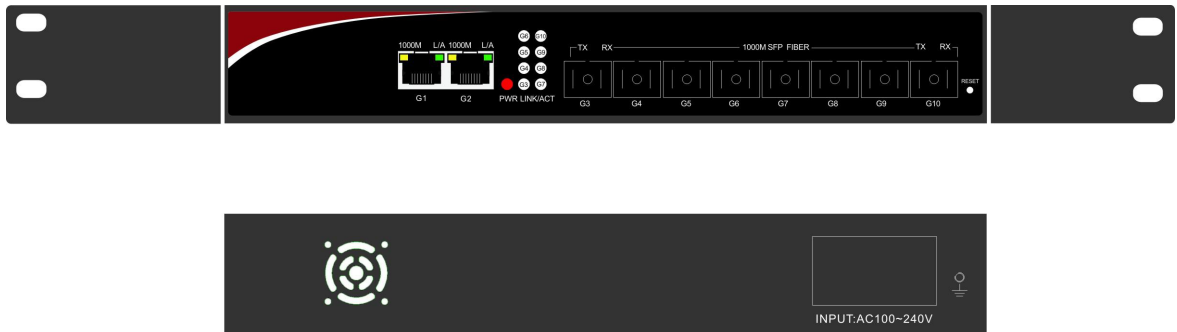 1000M L/A 1000M L/A
G1 G2
G6 G10
G5 G9
G4 G8
G3 G7
PWR LINK/ACT
TX RX 1000M SFP FIBER TX RX
G3 G4 G5 G6 G7 G8 G9 G10
RESET
INPUT:AC100~240V